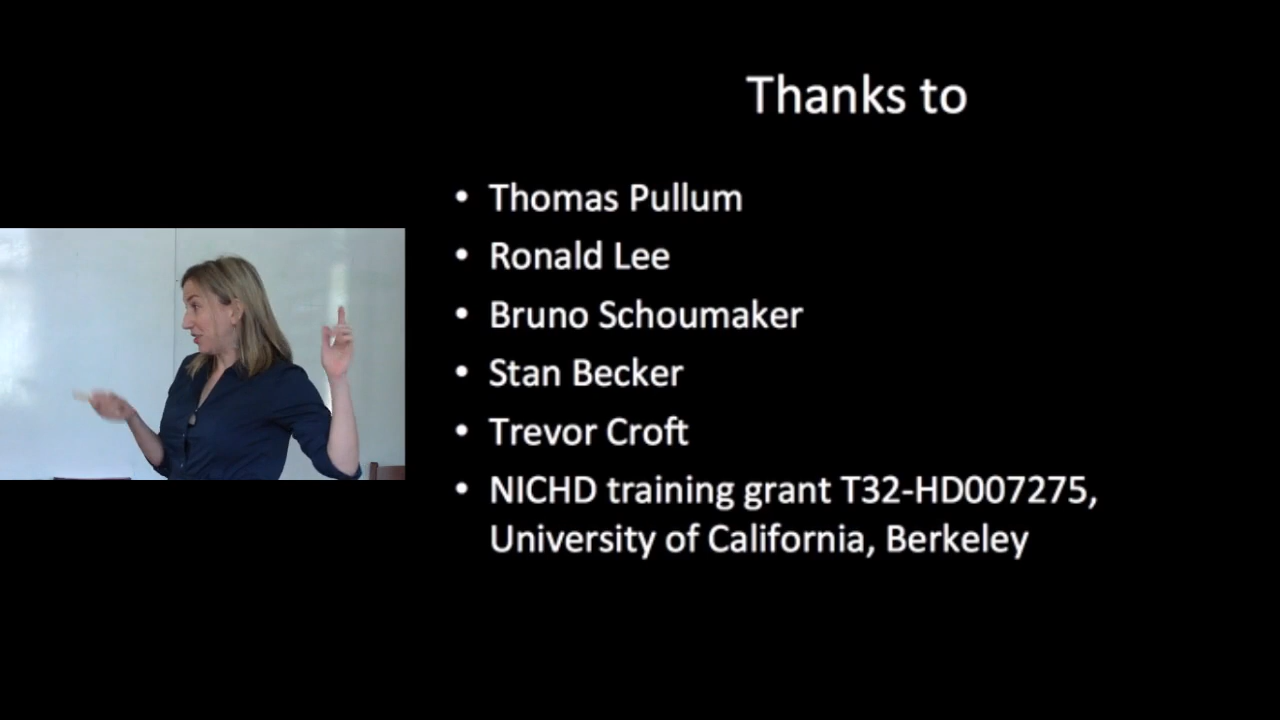 Thanks to
• Thomas Pullum
• Ronald Lee
• Bruno Schoumaker
• Stan Becker
• Trevor Croft
• NICHD training grant T32-HD007275,
University of California, Berkeley